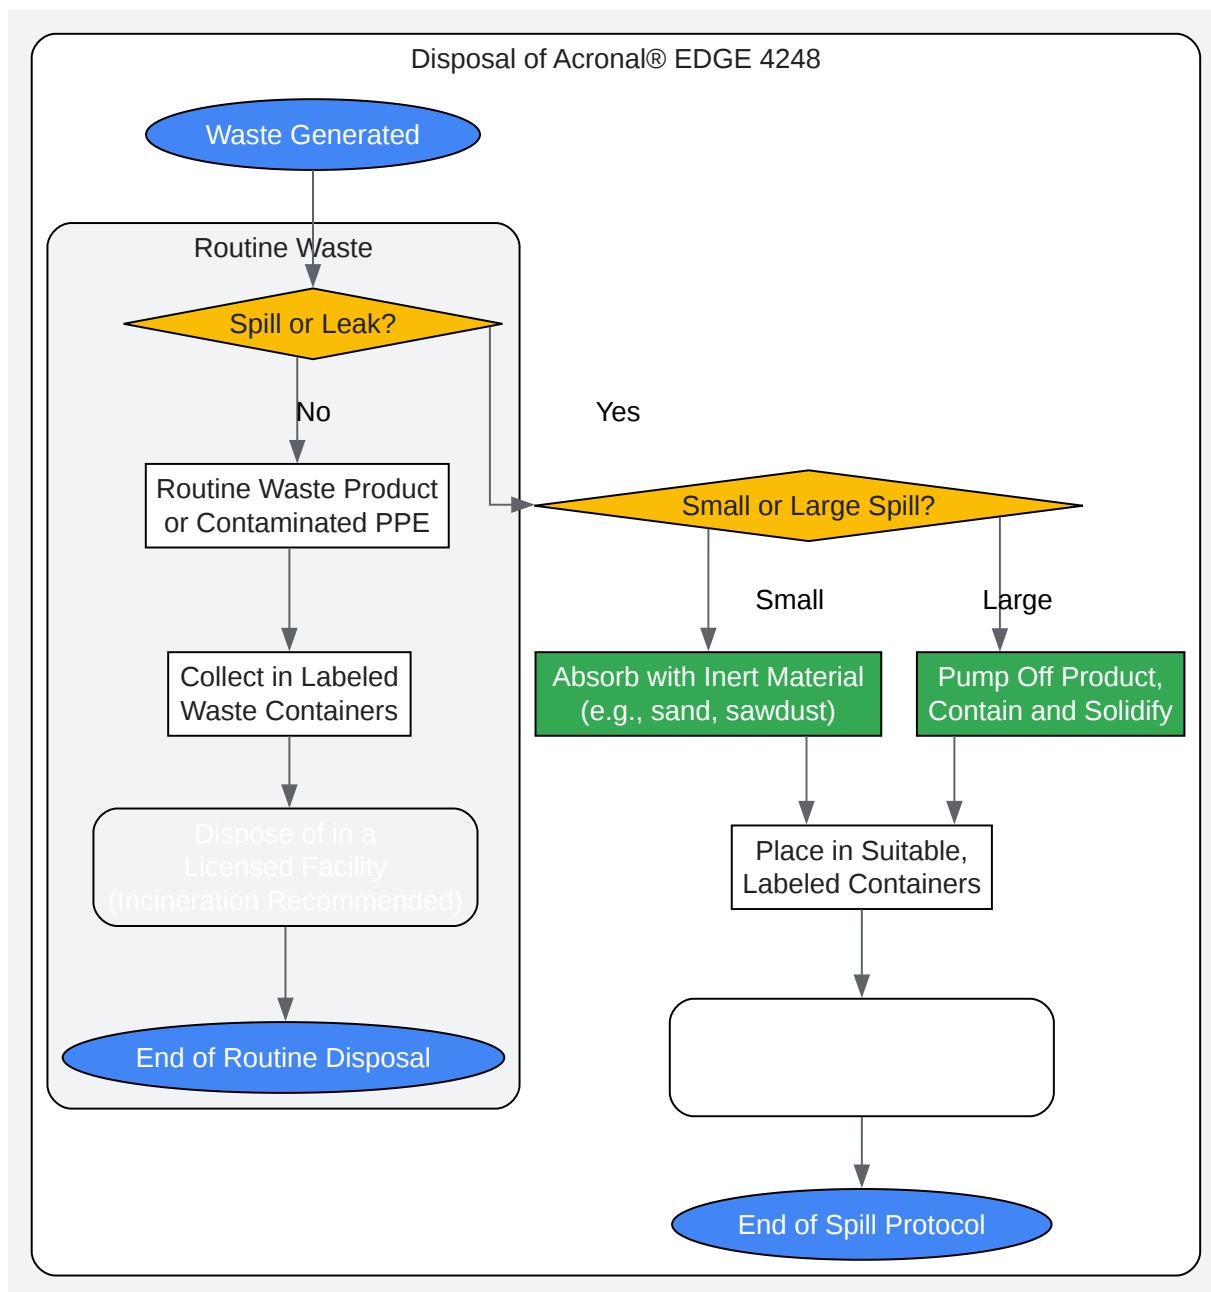 Disposal of Acronal® EDGE 4248
Waste Generated
Routine Waste
Spill or Leak?
No
Yes
Routine Waste Product
or Contaminated PPE
Small or Large Spill?
Small
Large
Collect in Labeled
Waste Containers
Absorb with Inert Material
(e.g., sand, sawdust)
Pump Off Product,
Contain and Solidify
Dispose of in a
Licensed Facility
(Incineration Recommended)
Place in Suitable,
Labeled Containers
End of Routine Disposal
End of Spill Protocol